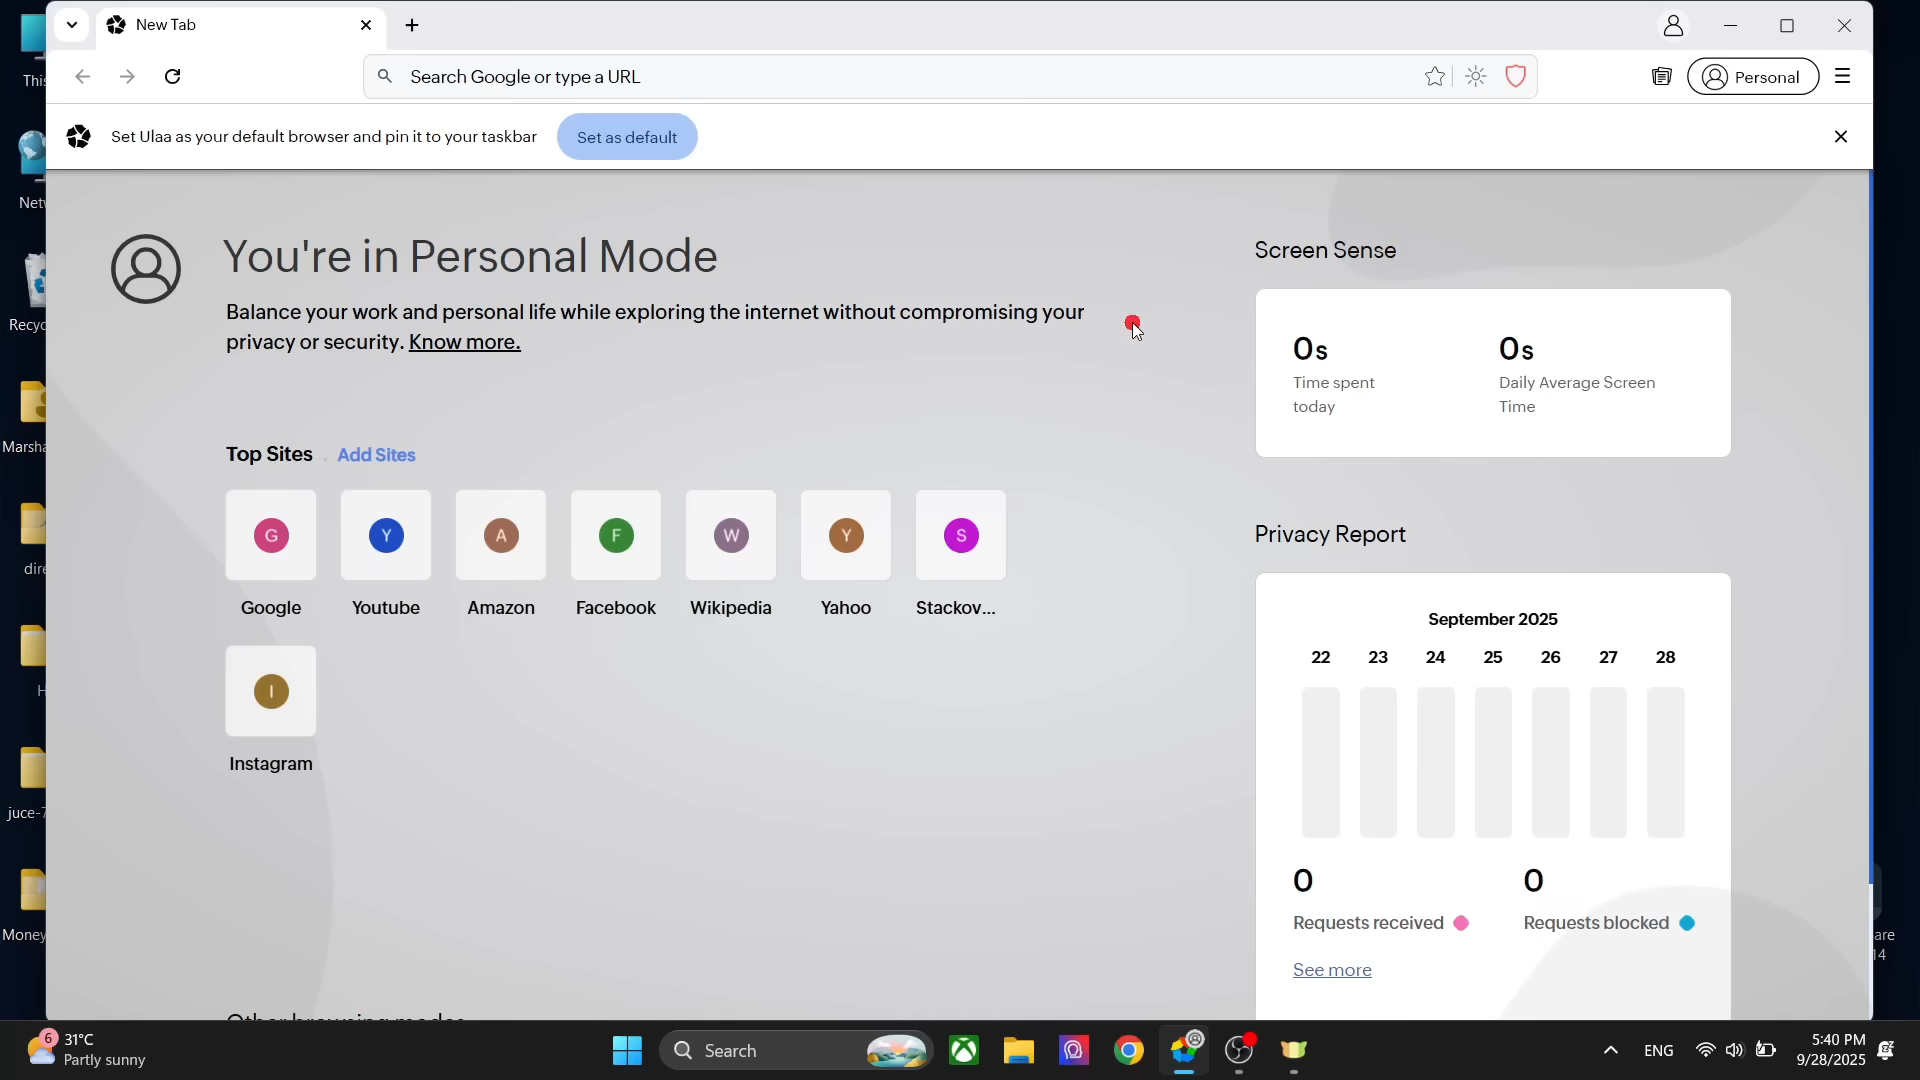 New Tab
Search Google or type a URL
Personal
Set Ulaa as your default browser and pin it to your taskbar
Set as default
You're in Personal Mode
Balance your work and personal life while exploring the internet without compromising your
privacy or security. Know more.
Top Sites
Add Sites
G
Y
A
F
W
Y
S
Google
Youtube
Amazon
Facebook
Wikipedia
Yahoo
Stackov...
I
Instagram
Screen Sense
0s
Time spent
today
0s
Daily Average Screen
Time
Privacy Report
September 2025
22 23 24 25 26 27 28
0
Requests received
0
Requests blocked
See more
This
Net
Recyc
Marsha
dire
H
juce-7
Money
are
14
6
31°C
Partly sunny
Search
ENG
5:40 PM
9/28/2025